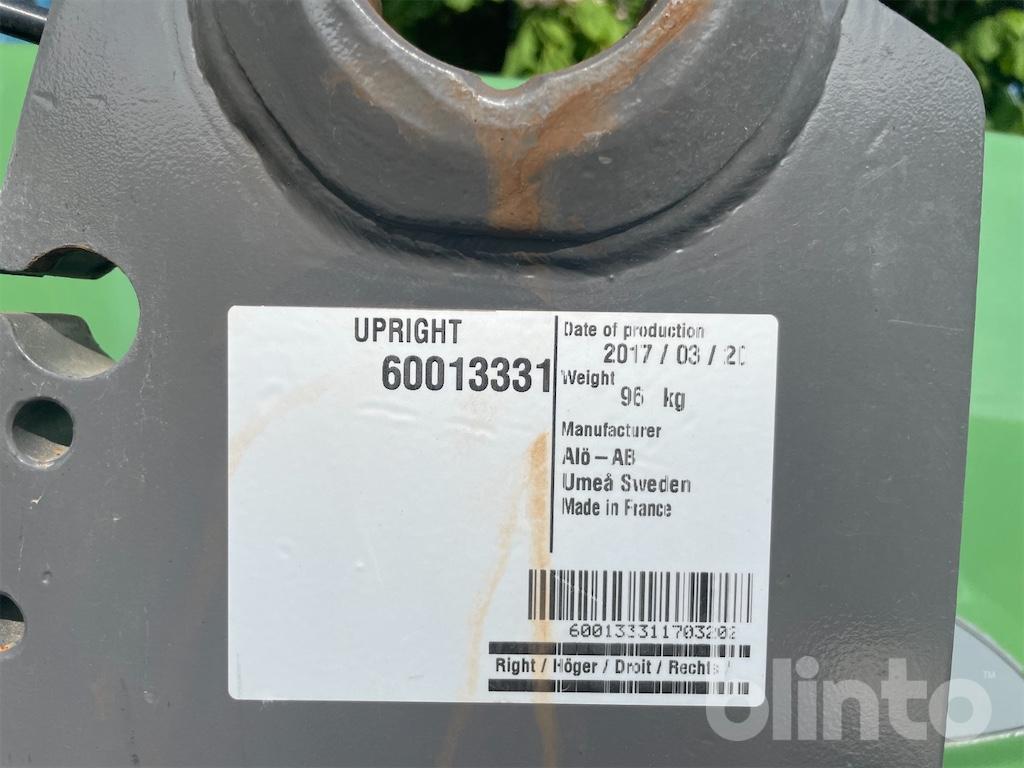 UPRIGHT
60013331
Date of production
2017 / 03 / 20
Weight
96 kg
Manufacturer
Alö-AB
Umeå Sweden
Made in France
600133311703202
Right / Höger / Droit / Rechts /
olinto™